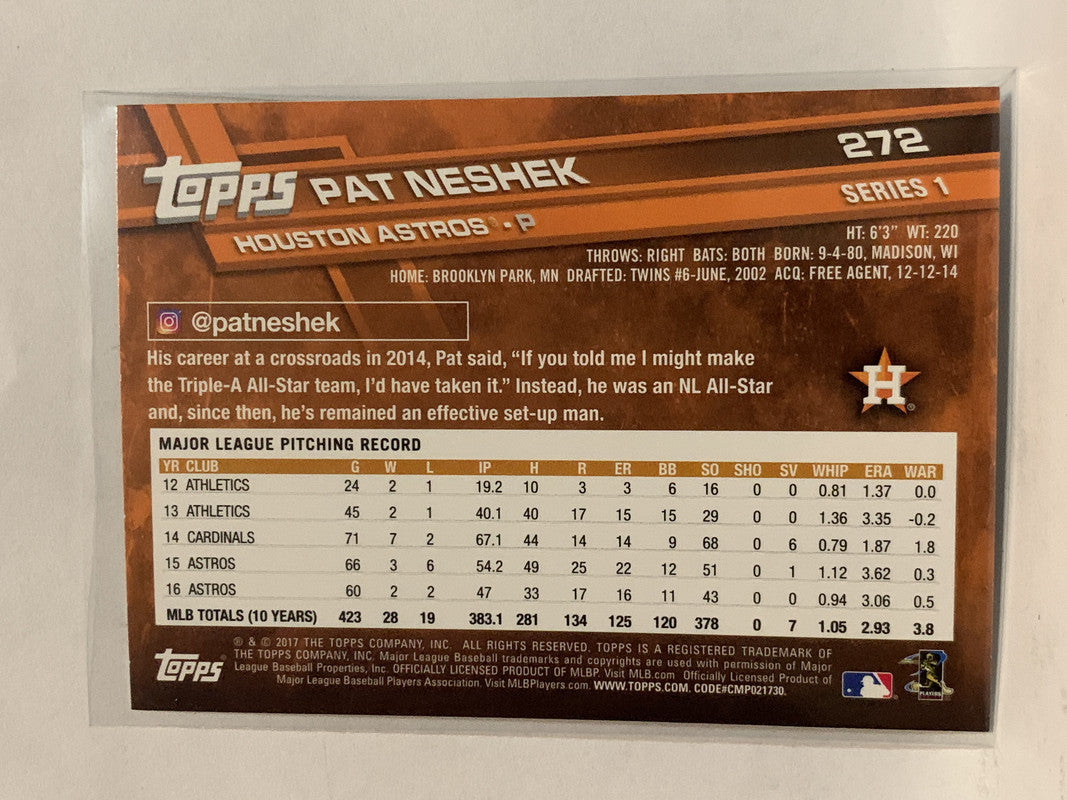 272
TOPPS PAT NESHEK
SERIES 1
HOUSTON ASTROS · P
HT: 6'3" WT: 220
THROWS: RIGHT BATS: BOTH BORN: 9-4-80, MADISON, WI
HOME: BROOKLYN PARK, MN DRAFTED: TWINS #6-JUNE, 2002 ACQ: FREE AGENT, 12-12-14
@patneshek
His career at a crossroads in 2014, Pat said, “If you told me I might make
the Triple-A All-Star team, I'd have taken it.” Instead, he was an NL All-Star
and, since then, he's remained an effective set-up man.
H ®
MAJOR LEAGUE PITCHING RECORD
YR CLUB G W L IP H R ER BB SO SHO SV WHIP ERA WAR
12 ATHLETICS 24 2 1 19.2 10 3 3 6 16 0 0 0.81 1.37 0.0
13 ATHLETICS 45 2 1 40.1 40 17 15 15 29 0 0 1.36 3.35 -0.2
14 CARDINALS 71 7 2 67.1 44 14 14 9 68 0 6 0.79 1.87 1.8
15 ASTROS 66 3 6 54.2 49 25 22 12 51 0 1 1.12 3.62 0.3
16 ASTROS 60 2 2 47 33 17 16 11 43 0 0 0.94 3.06 0.5
MLB TOTALS (10 YEARS) 423 28 19 383.1 281 134 125 120 378 0 7 1.05 2.93 3.8
® & © 2017 THE TOPPS COMPANY, INC. ALL RIGHTS RESERVED. TOPPS IS A REGISTERED TRADEMARK OF
THE TOPPS COMPANY, INC. Major League Baseball trademarks and copyrights are used with permission of Major
League Baseball Properties, Inc. OFFICIALLY LICENSED PRODUCT OF MLBP. Visit MLB.com. Officially Licensed Product of
Major League Baseball Players Association. Visit MLBPlayers.com. WWW.TOPPS.COM. CODE#CMP021730.
TOPPS
PLAYERS